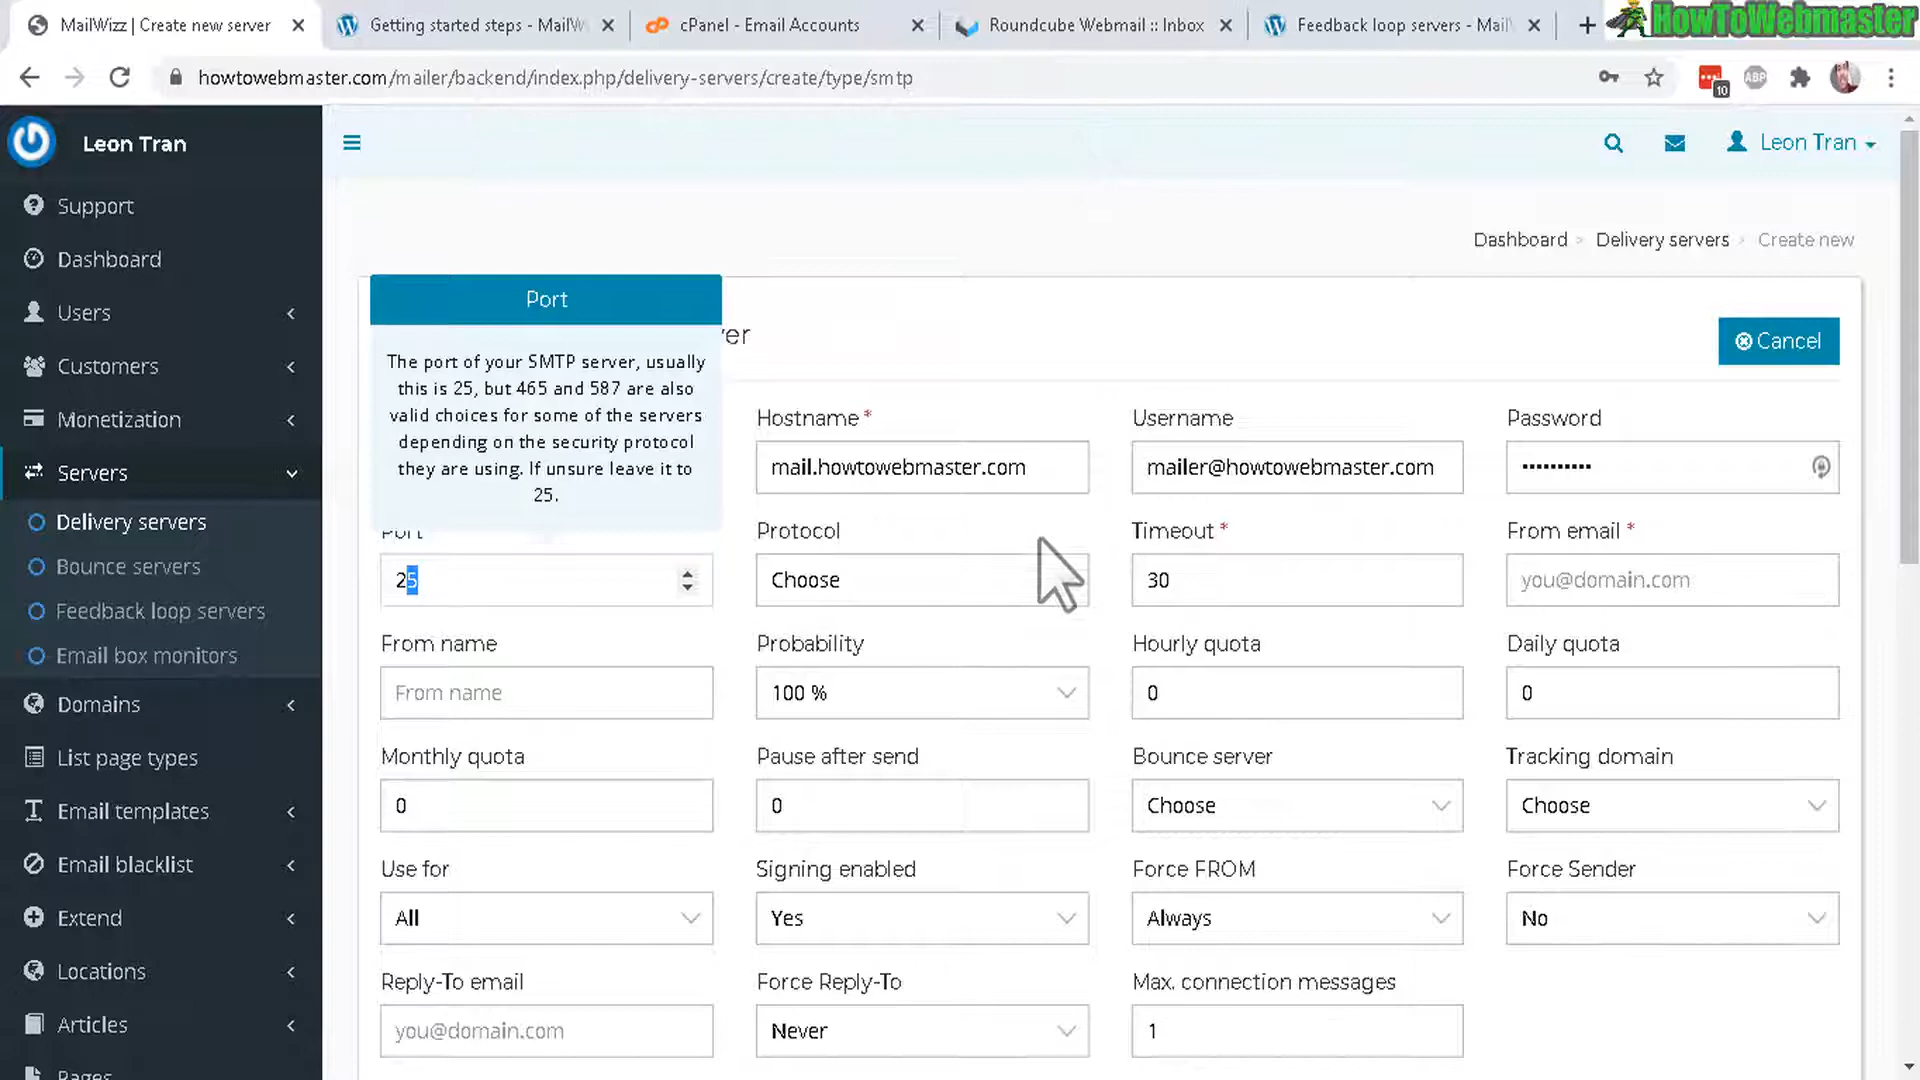 MailWizz | Create new server
Getting started steps - MailW
cPanel - Email Accounts
Roundcube Webmail :: Inbox
Feedback loop servers - Mail
HowToWebmaster
howtowebmaster.com/mailer/backend/index.php/delivery-servers/create/type/smtp
10
ABP
Leon Tran
Leon Tran
Support
Dashboard
Users
Customers
Monetization
Servers
Delivery servers
Bounce servers
Feedback loop servers
Email box monitors
Domains
List page types
Email templates
Email blacklist
Extend
Locations
Articles
Pages
Dashboard > Delivery servers > Create new
Port
The port of your SMTP server, usually
this is 25, but 465 and 587 are also
valid choices for some of the servers
depending on the security protocol
they are using. If unsure leave it to
25.
ver
Cancel
Hostname *
Username
Password
mail.howtowebmaster.com
mailer@howtowebmaster.com
••••••••••
Port
Protocol
Timeout *
From email *
25
Choose
30
you@domain.com
From name
Probability
Hourly quota
Daily quota
From name
100 %
0
0
Monthly quota
Pause after send
Bounce server
Tracking domain
0
0
Choose
Choose
Use for
Signing enabled
Force FROM
Force Sender
All
Yes
Always
No
Reply-To email
Force Reply-To
Max. connection messages
you@domain.com
Never
1